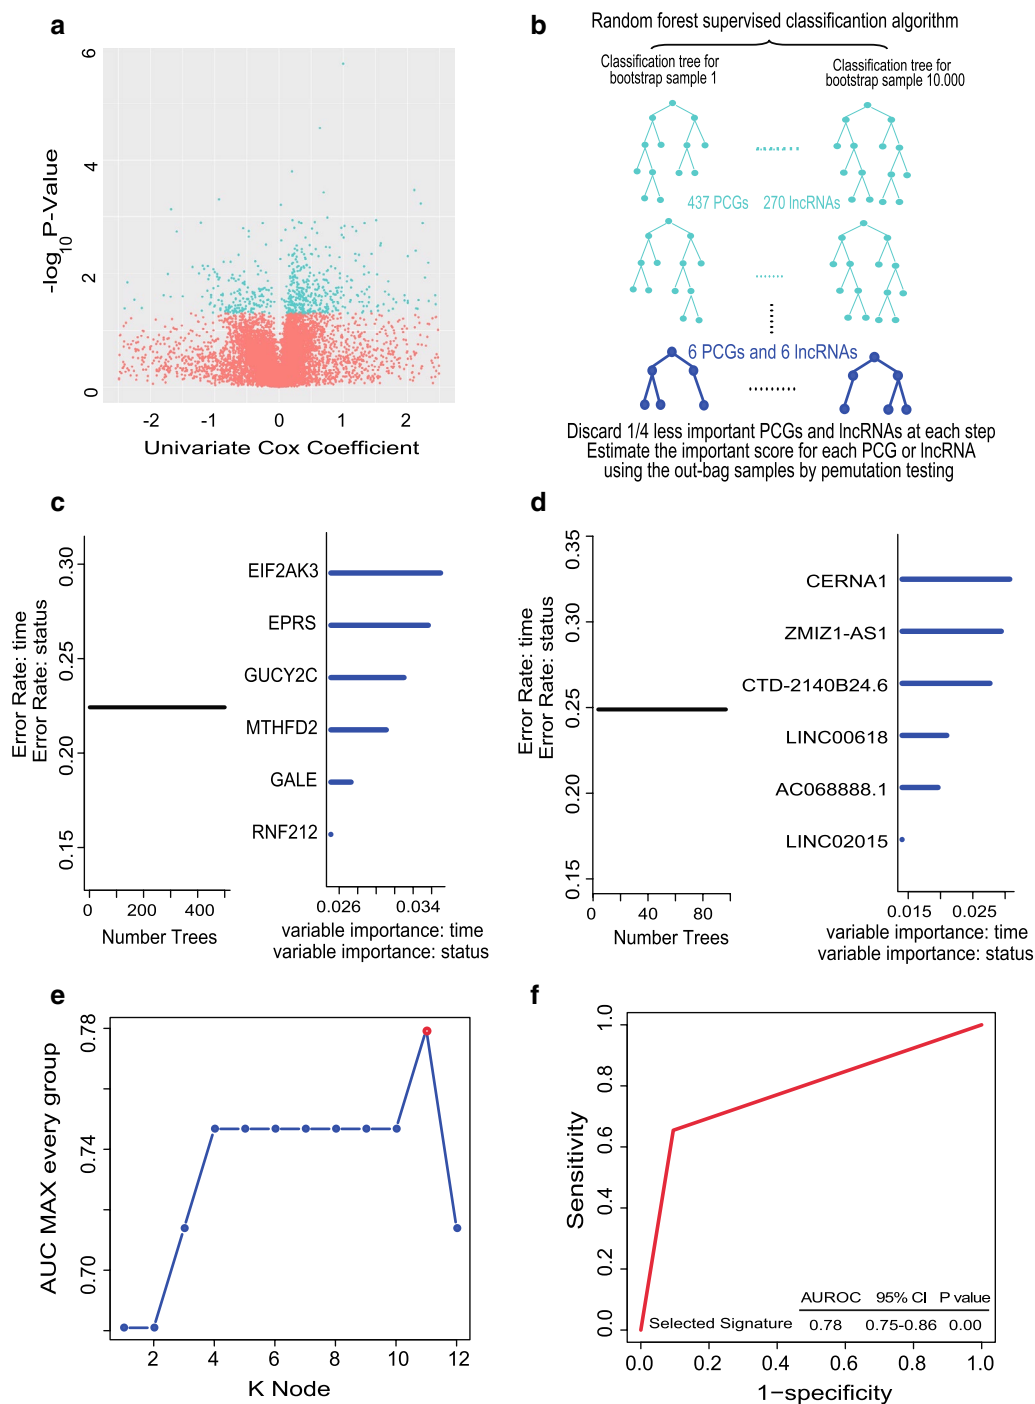 a
6
4
2
0
-log10 P-Value
-2 -1 0 1 2
Univariate Cox Coefficient
b
Random forest supervised classificantion algorithm
Classification tree for
bootstrap sample 1
Classification tree for
bootstrap sample 10.000
437 PCGs 270 lncRNAs
6 PCGs and 6 lncRNAs
Discard 1/4 less important PCGs and lncRNAs at each step
Estimate the important score for each PCG or lncRNA
using the out-bag samples by pemutation testing
c
Error Rate: time
Error Rate: status
0.30
0.25
0.20
0.15
0 200 400
Number Trees
EIF2AK3
EPRS
GUCY2C
MTHFD2
GALE
RNF212
0.026 0.034
variable importance: time
variable importance: status
d
Error Rate: time
Error Rate: status
0.35
0.30
0.25
0.20
0.15
0 40 80
Number Trees
CERNA1
ZMIZ1-AS1
CTD-2140B24.6
LINC00618
AC068888.1
LINC02015
0.015 0.025
variable importance: time
variable importance: status
e
AUC MAX every group
0.78
0.74
0.70
2 4 6 8 10 12
K Node
f
Sensitivity
1.0
0.8
0.6
0.4
0.2
0.0
AUROC 95% CI P value
Selected Signature 0.78 0.75-0.86 0.00
0.0 0.2 0.4 0.6 0.8 1.0
1-specificity